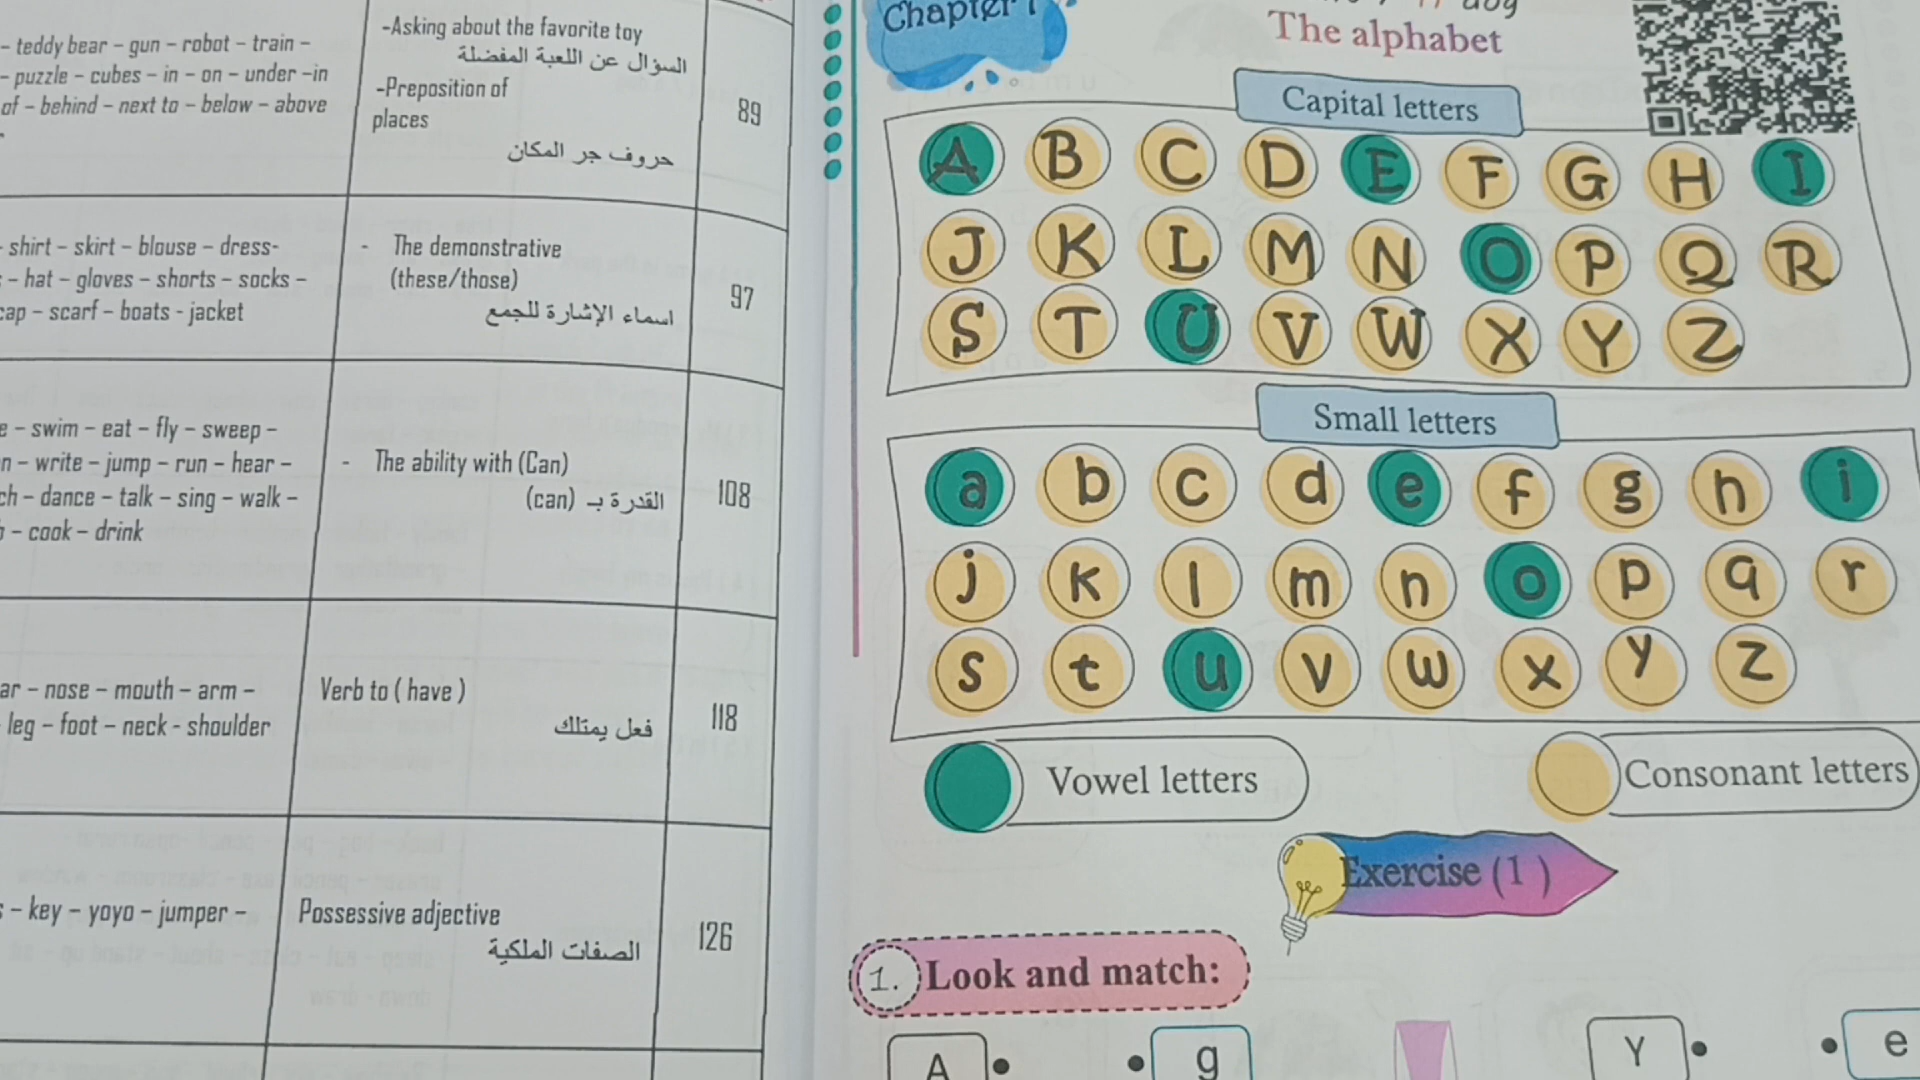 – teddy bear – gun – robot – train –
– puzzle – cubes – in – on – under –in
of – behind – next to – below – above
-Asking about the favorite toy
السؤال عن اللعبة المفضلة
-Preposition of
places
حروف جر المكان
89
– shirt – skirt – blouse – dress-
– hat – gloves – shorts – socks –
cap – scarf – boats - jacket
- The demonstrative
(these/those)
اسماء الإشارة للجمع
97
– swim – eat – fly – sweep –
– write – jump – run – hear –
– dance – talk – sing – walk –
– cook – drink
- The ability with (Can)
القدرة بـ (can)
108
– nose – mouth – arm –
leg – foot – neck - shoulder
Verb to ( have )
فعل يمتلك
118
– key – yoyo – jumper –
Possessive adjective
الصفات الملكية
126
Chapter 1
dog
The alphabet
Capital letters
A B C D E F G H I
J K L M N O P Q R
S T U V W X Y Z
Small letters
a b c d e f g h i
j k l m n o p q r
s t u v w x y z
Vowel letters
Consonant letters
Exercise (1 )
1. Look and match:
A • • g Y • • e